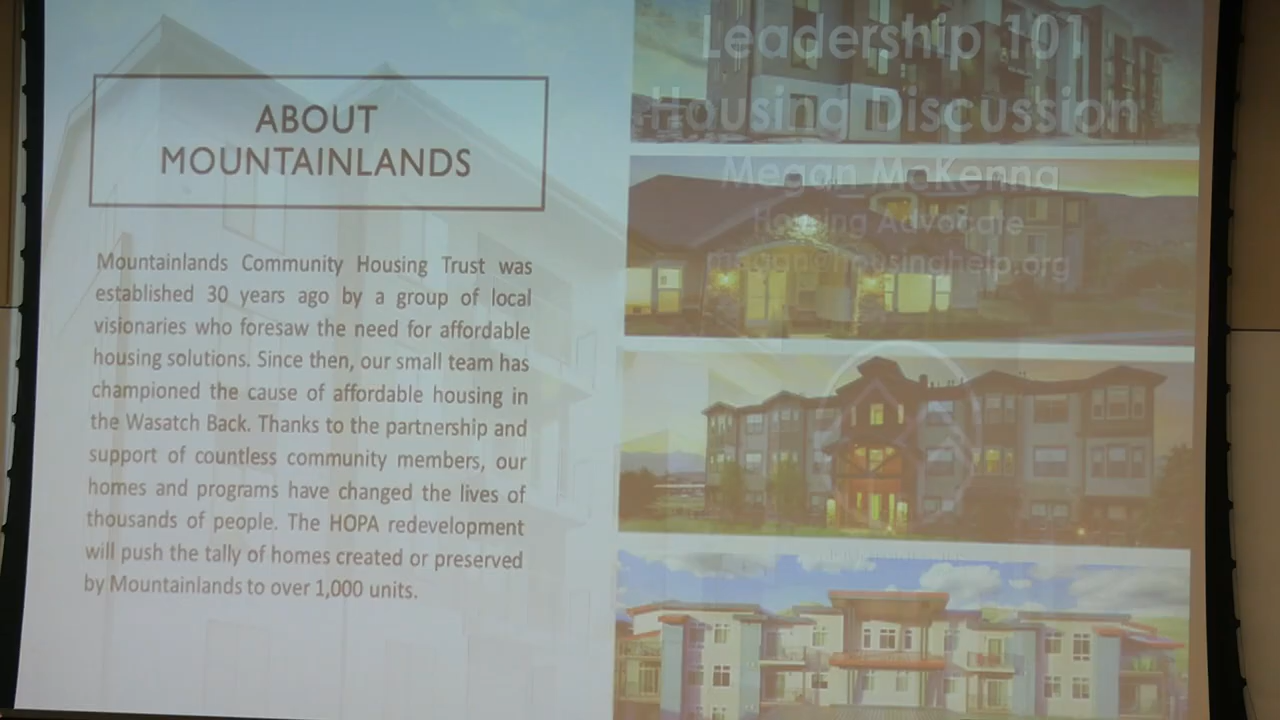 ABOUT
MOUNTAINLANDS
Mountainlands Community Housing Trust was
established 30 years ago by a group of local
visionaries who foresaw the need for affordable
housing solutions. Since then, our small team has
championed the cause of affordable housing in
the Wasatch Back. Thanks to the partnership and
support of countless community members, our
homes and programs have changed the lives of
thousands of people. The HOPA redevelopment
will push the tally of homes created or preserved
by Mountainlands to over 1,000 units.
Leadership 101
Housing Discussion
Megan McKenna
Housing Advocate
megan@housinghelp.org